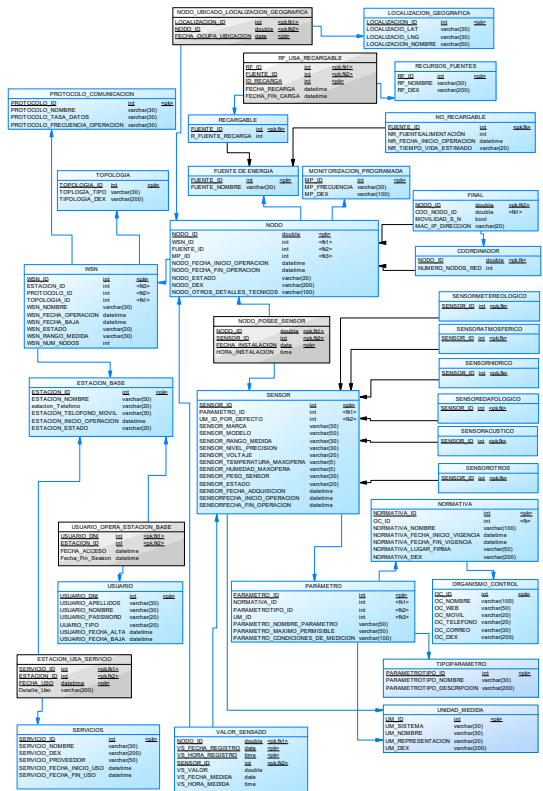 NODO_UBICADO_LOCALIZACION_GEOGRAFICA
LOCALIZACION_ID int <pk,fk1>
NODO_ID double <pk,fk2>
FECHA_OCUPA_UBICACION date <pk>
LOCALIZACION_GEOGRAFICA
LOCALIZACION_ID int <pk>
LOCALIZACIO_LAT varchar(30)
LOCALIZACIO_LNG varchar(30)
LOCALIZACION_NOMBRE varchar(50)
RF_USA_RECARGABLE
RF_ID int <pk,fk1>
FUENTE_ID int <pk,fk2>
ID_RECARGA int <pk>
FECHA_RECARGA datetime
FECHA_FIN_CARGA datetime
RECURSOS_FUENTES
RF_ID int <pk>
RF_NOMBRE varchar(30)
RF_DEX varchar(200)
PROTOCOLO_COMUNICACION
PROTOCOLO_ID int <pk>
PROTOCOLO_NOMBRE varchar(30)
PROTOCOLO_TASA_DATOS varchar(30)
PROTOCOLO_FRECUENCIA_OPERACION varchar(30)
RECARGABLE
FUENTE_ID int <pk,fk>
R_FUENTE_RECARGA int
NO_RECARGABLE
FUENTE_ID int <pk,fk>
NR_FUENTEALIMENTACIÓN int
NR_FECHA_INICIO_OPERACION datetime
NR_TIEMPO_VIDA_ESTIMADO varchar(20)
TOPOLOGIA
TOPOLOGIA_ID int <pk>
TOPLOGÍA_TIPO varchar(30)
TIPOLOGIA_DEX varchar(200)
FUENTE DE ENERGIA
FUENTE_ID int <pk>
FUENTE_NOMBRE varchar(30)
MONITORIZACION_PROGRAMADA
MP_ID int <pk>
MP_FRECUENCIA varchar(30)
MP_DEX varchar(100)
FINAL
NODO_ID double <pk,fk2>
COO_NODO_ID double <fk1>
MOVILIDAD_S_N bool
MAC_IP_DIRECCION varchar(20)
NODO
NODO_ID double <pk>
WSN_ID int <fk1>
FUENTE_ID int <fk2>
MP_ID int <fk3>
NODO_FECHA_INICIO_OPERACION datetime
NODO_FECHA_FIN_OPERACION datetime
NODO_ESTADO varchar(20)
NODO_DEX varchar(200)
NODO_OTROS_DETALLES_TECNICOS varchar(100)
COORDINADOR
NODO_ID double <pk,fk>
NUMERO_NODOS_RED int
WSN
WSN_ID int <pk>
ESTACION_ID int <fk3>
PROTOCOLO_ID int <fk2>
TOPOLOGIA_ID int <fk1>
WSN_NOMBRE varchar(30)
WSN_FECHA_OPERACION datetime
WSN_FECHA_BAJA datetime
WSN_ESTADO varchar(20)
WSN_RANGO_MEDIDA varchar(30)
WSN_NUM_NODOS int
SENSORMETEREOLOGICO
SENSOR_ID int <pk,fk>
NODO_POSEE_SENSOR
NODO_ID double <pk,fk1>
SENSOR_ID int <pk,fk2>
FECHA_INSTALACION date <pk>
HORA_INSTALACION time
SENSORATMOSFERICO
SENSOR_ID int <pk,fk>
SENSORHIDRICO
SENSOR_ID int <pk,fk>
ESTACION_BASE
ESTACION_ID int <pk>
ESTACION_NOMBRE varchar(50)
estacion_Telefono varchar(20)
ESTACION_TELOFONO_MOVIL varchar(30)
ESTACION_INICIO_OPERACION datetime
ESTACION_ESTADO varchar(20)
SENSOR
SENSOR_ID int <pk>
PARAMETRO_ID int <fk1>
UM_ID_POR_DEFECTO int <fk2>
SENSOR_MARCA varchar(30)
SENSOR_MODELO varchar(50)
SENSOR_RANGO_MEDIDA varchar(30)
SENSOR_NIVEL_PRECISION varchar(30)
SENSOR_VOLTAJE varchar(20)
SENSOR_TEMPERATURA_MAXOPERA varchar(5)
SENSOR_HUMEDAD_MAXOPERA varchar(5)
SENSOR_PESO_SENSOR varchar(30)
SENSOR_ESTADO varchar(20)
SENSOR_FECHA_ADQUISICION datetime
SENSORFECHA_INICIO_OPERACION datetime
SENSORFECHA_FIN_OPERACION datetime
SENSOREDAFOLOGICO
SENSOR_ID int <pk,fk>
SENSORACUSTICO
SENSOR_ID int <pk,fk>
SENSOROTROS
SENSOR_ID int <pk,fk>
NORMATIVA
NORMATIVA_ID int <pk>
OC_ID int <fk>
NORMATIVA_NOMBRE varchar(100)
NORMATIVA_FECHA_INICIO_VIGENCIA datetime
NORMATIVA_FECHA_FIN_VIGENCIA datetime
NORMATIVA_LUGAR_FIRMA varchar(50)
NORMATIVA_DEX varchar(200)
USUARIO_OPERA_ESTACION_BASE
USUARIO_DNI int <pk,fk1>
ESTACION_ID int <pk,fk2>
FECHA_ACCESO datetime
Fecha_Fin_Sesion datetime
USUARIO
USUARIO_DNI int <pk>
USUARIO_APELLIDOS varchar(30)
USUARIO_NOMBRE varchar(30)
USUARIO_PASSWORD varchar(20)
UUARIO_TIPO varchar(20)
USUARIO_FECHA_ALTA datetime
USUARIO_FECHA_BAJA datetime
PARÁMETRO
PARAMETRO_ID int <pk>
NORMATIVA_ID int <fk1>
PARAMETROTIPO_ID int <fk2>
UM_ID int <fk3>
PARAMETRO_NOMBRE_PARAMETRO varchar(50)
PARAMETRO_MAXIMO_PERMISIBLE varchar(50)
PARAMETRO_CONDICIONES_DE_MEDICION varchar(100)
ORGANISMO_CONTROL
OC_ID int <pk>
OC_NOMBRE varchar(100)
OC_WEB varchar(50)
OC_MOVIL varchar(20)
OC_TELEFONO varchar(20)
OC_CORREO varchar(30)
OC_DEX varchar(200)
ESTACION_USA_SERVICIO
SERVICIO_ID int <pk,fk1>
ESTACION_ID int <pk,fk2>
FECHA_USO datetime <pk>
Detalle_Uso varchar(200)
TIPOPARAMETRO
PARAMETROTIPO_ID int <pk>
PARAMETROTIPO_NOMBRE varchar(30)
PARAMETROTIPO_DESCRIPCION varchar(200)
UNIDAD_MEDIDA
UM_ID int <pk>
UM_SISTEMA varchar(30)
UM_NOMBRE varchar(30)
UM_REPRESENTACION varchar(20)
UM_DEX varchar(200)
SERVICIOS
SERVICIO_ID int <pk>
SERVICIO_NOMBRE varchar(30)
SERVICIO_DEX varchar(200)
SERVICIO_PROVEEDOR varchar(50)
SERVICIO_FECHA_INICIO_USO datetime
SERVICIO_FECHA_FIN_USO datetime
VALOR_SENSADO
NODO_ID double <pk,fk1>
VS_FECHA_REGISTRO date <pk>
VS_HORA_REGISTRO time <pk>
SENSOR_ID int <pk,fk2>
VS_VALOR double
VS_FECHA_MEDIDA date
VS_HORA_MEDIDA time